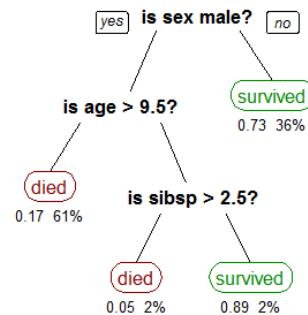 yes is sex male? no
survived
is age > 9.5?
0.73 36%
died
is sibsp > 2.5?
0.17 61%
died survived
0.05 2% 0.89 2%